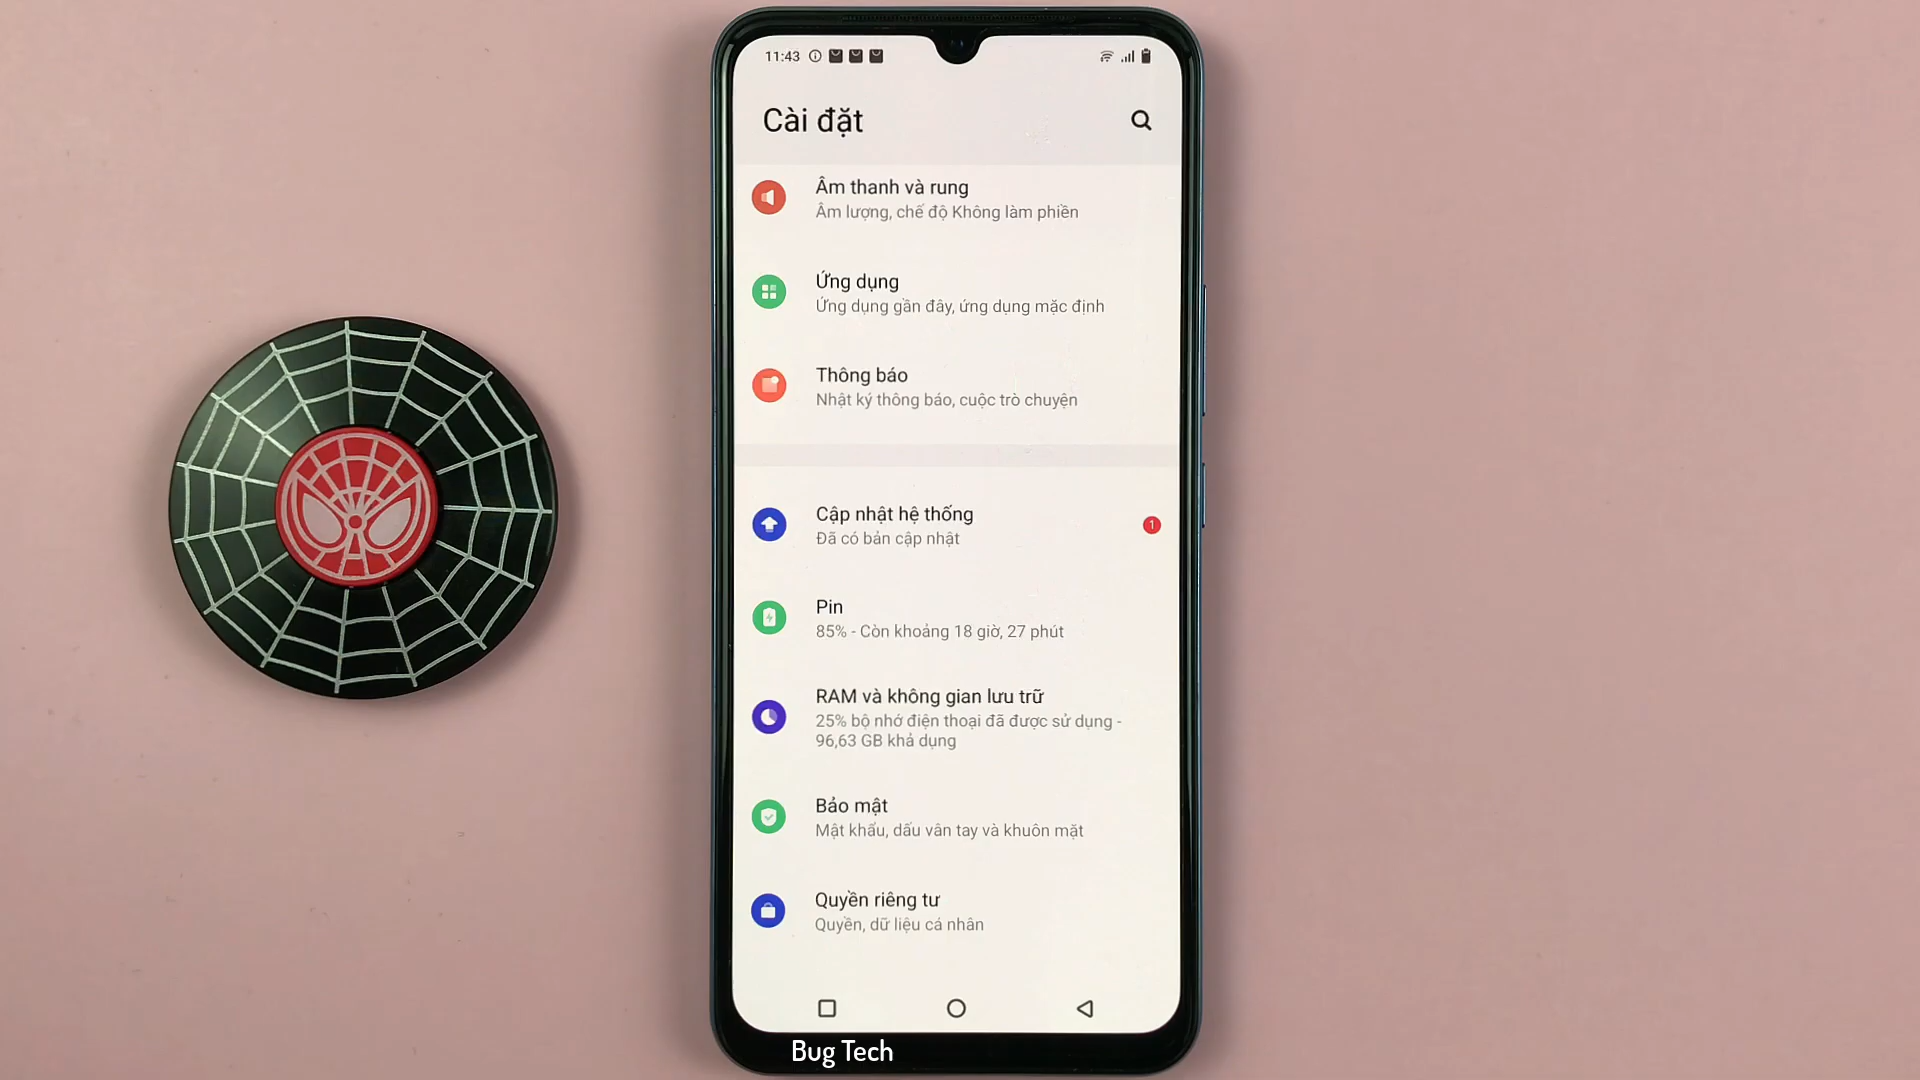 11:43
Cài đặt
Âm thanh và rung
Âm lượng, chế độ Không làm phiền
Ứng dụng
Ứng dụng gần đây, ứng dụng mặc định
Thông báo
Nhật ký thông báo, cuộc trò chuyện
Cập nhật hệ thống
Đã có bản cập nhật
1
Pin
85% - Còn khoảng 18 giờ, 27 phút
RAM và không gian lưu trữ
25% bộ nhớ điện thoại đã được sử dụng -
96,63 GB khả dụng
Bảo mật
Mật khẩu, dấu vân tay và khuôn mặt
Quyền riêng tư
Quyền, dữ liệu cá nhân
Bug Tech